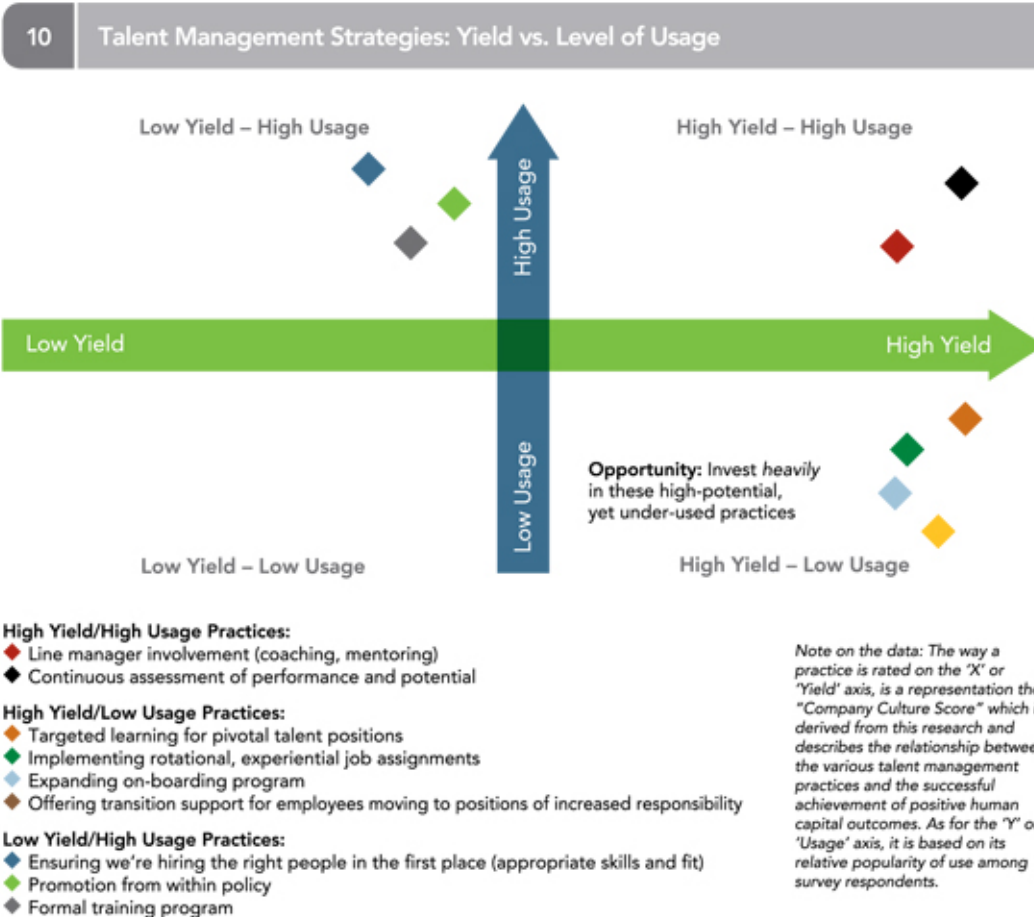 10 Talent Management Strategies: Yield vs. Level of Usage
Low Yield – High Usage
High Yield – High Usage
High Usage
Low Yield
High Yield
Low Usage
Opportunity: Invest heavily
in these high-potential,
yet under-used practices
Low Yield – Low Usage
High Yield – Low Usage
High Yield/High Usage Practices:
Line manager involvement (coaching, mentoring)
Continuous assessment of performance and potential
High Yield/Low Usage Practices:
Targeted learning for pivotal talent positions
Implementing rotational, experiential job assignments
Expanding on-boarding program
Offering transition support for employees moving to positions of increased responsibility
Low Yield/High Usage Practices:
Ensuring we're hiring the right people in the first place (appropriate skills and fit)
Promotion from within policy
Formal training program
Note on the data: The way a
practice is rated on the 'X' or
'Yield' axis, is a representation
"Company Culture Score" which
derived from this research and
describes the relationship
the various talent management
practices and the successful
achievement of positive human
capital outcomes. As for the 'Y'
'Usage' axis, it is based on its
relative popularity of use among
survey respondents.